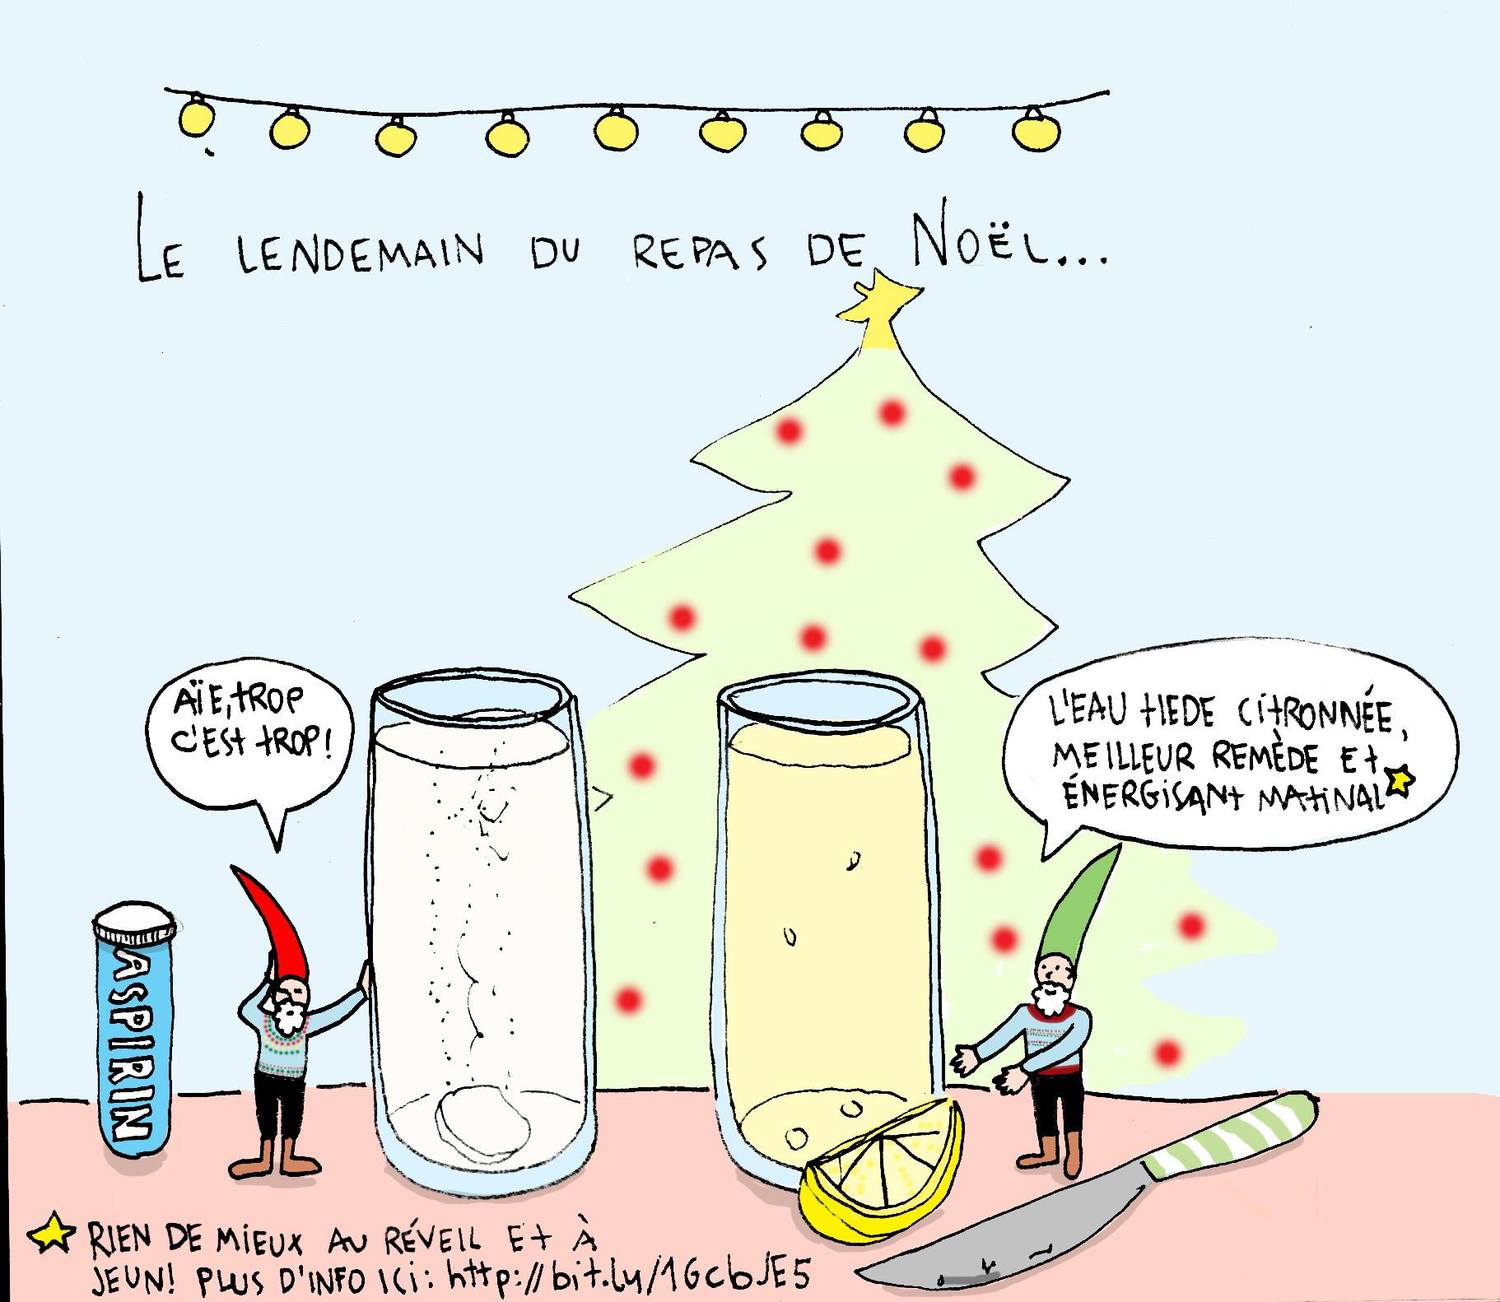 LE LENDEMAIN DU REPAS DE NOËL...
AÏE, TROP
C'EST TROP!
L'EAU TIEDE CITRONNÉE,
MEILLEUR REMÈDE ET
ÉNERGISANT MATINAL
ASPIRIN
RIEN DE MIEUX AU RÉVEIL ET À
JEUN! PLUS D'INFO ICI: http://bit.ly/1GcbJE5